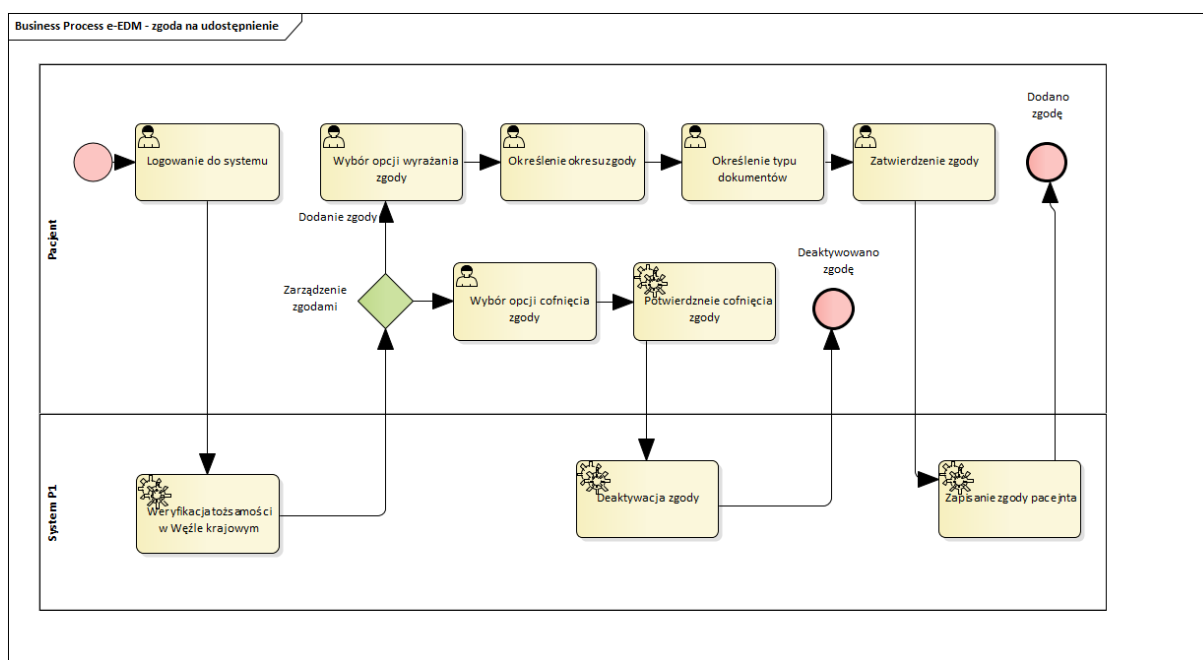 Business Process e-EDM - zgoda na udostępnienie
Pacjent
Dodano
zgodę
Logowanie do systemu
Wybór opcji wyrażania
zgody
Określenie okresu zgody
Określenie typu
dokumentów
Zatwierdzenie zgody
Dodanie zgody
Zarządzenie
zgodami
Wybór opcji cofnięcia
zgody
Potwierdzneie cofnięcia
zgody
Deaktywowano
zgodę
System P1
Weryfikacja tożsamości
w Węźle krajowym
Deaktywacja zgody
Zapisanie zgody pacejnta